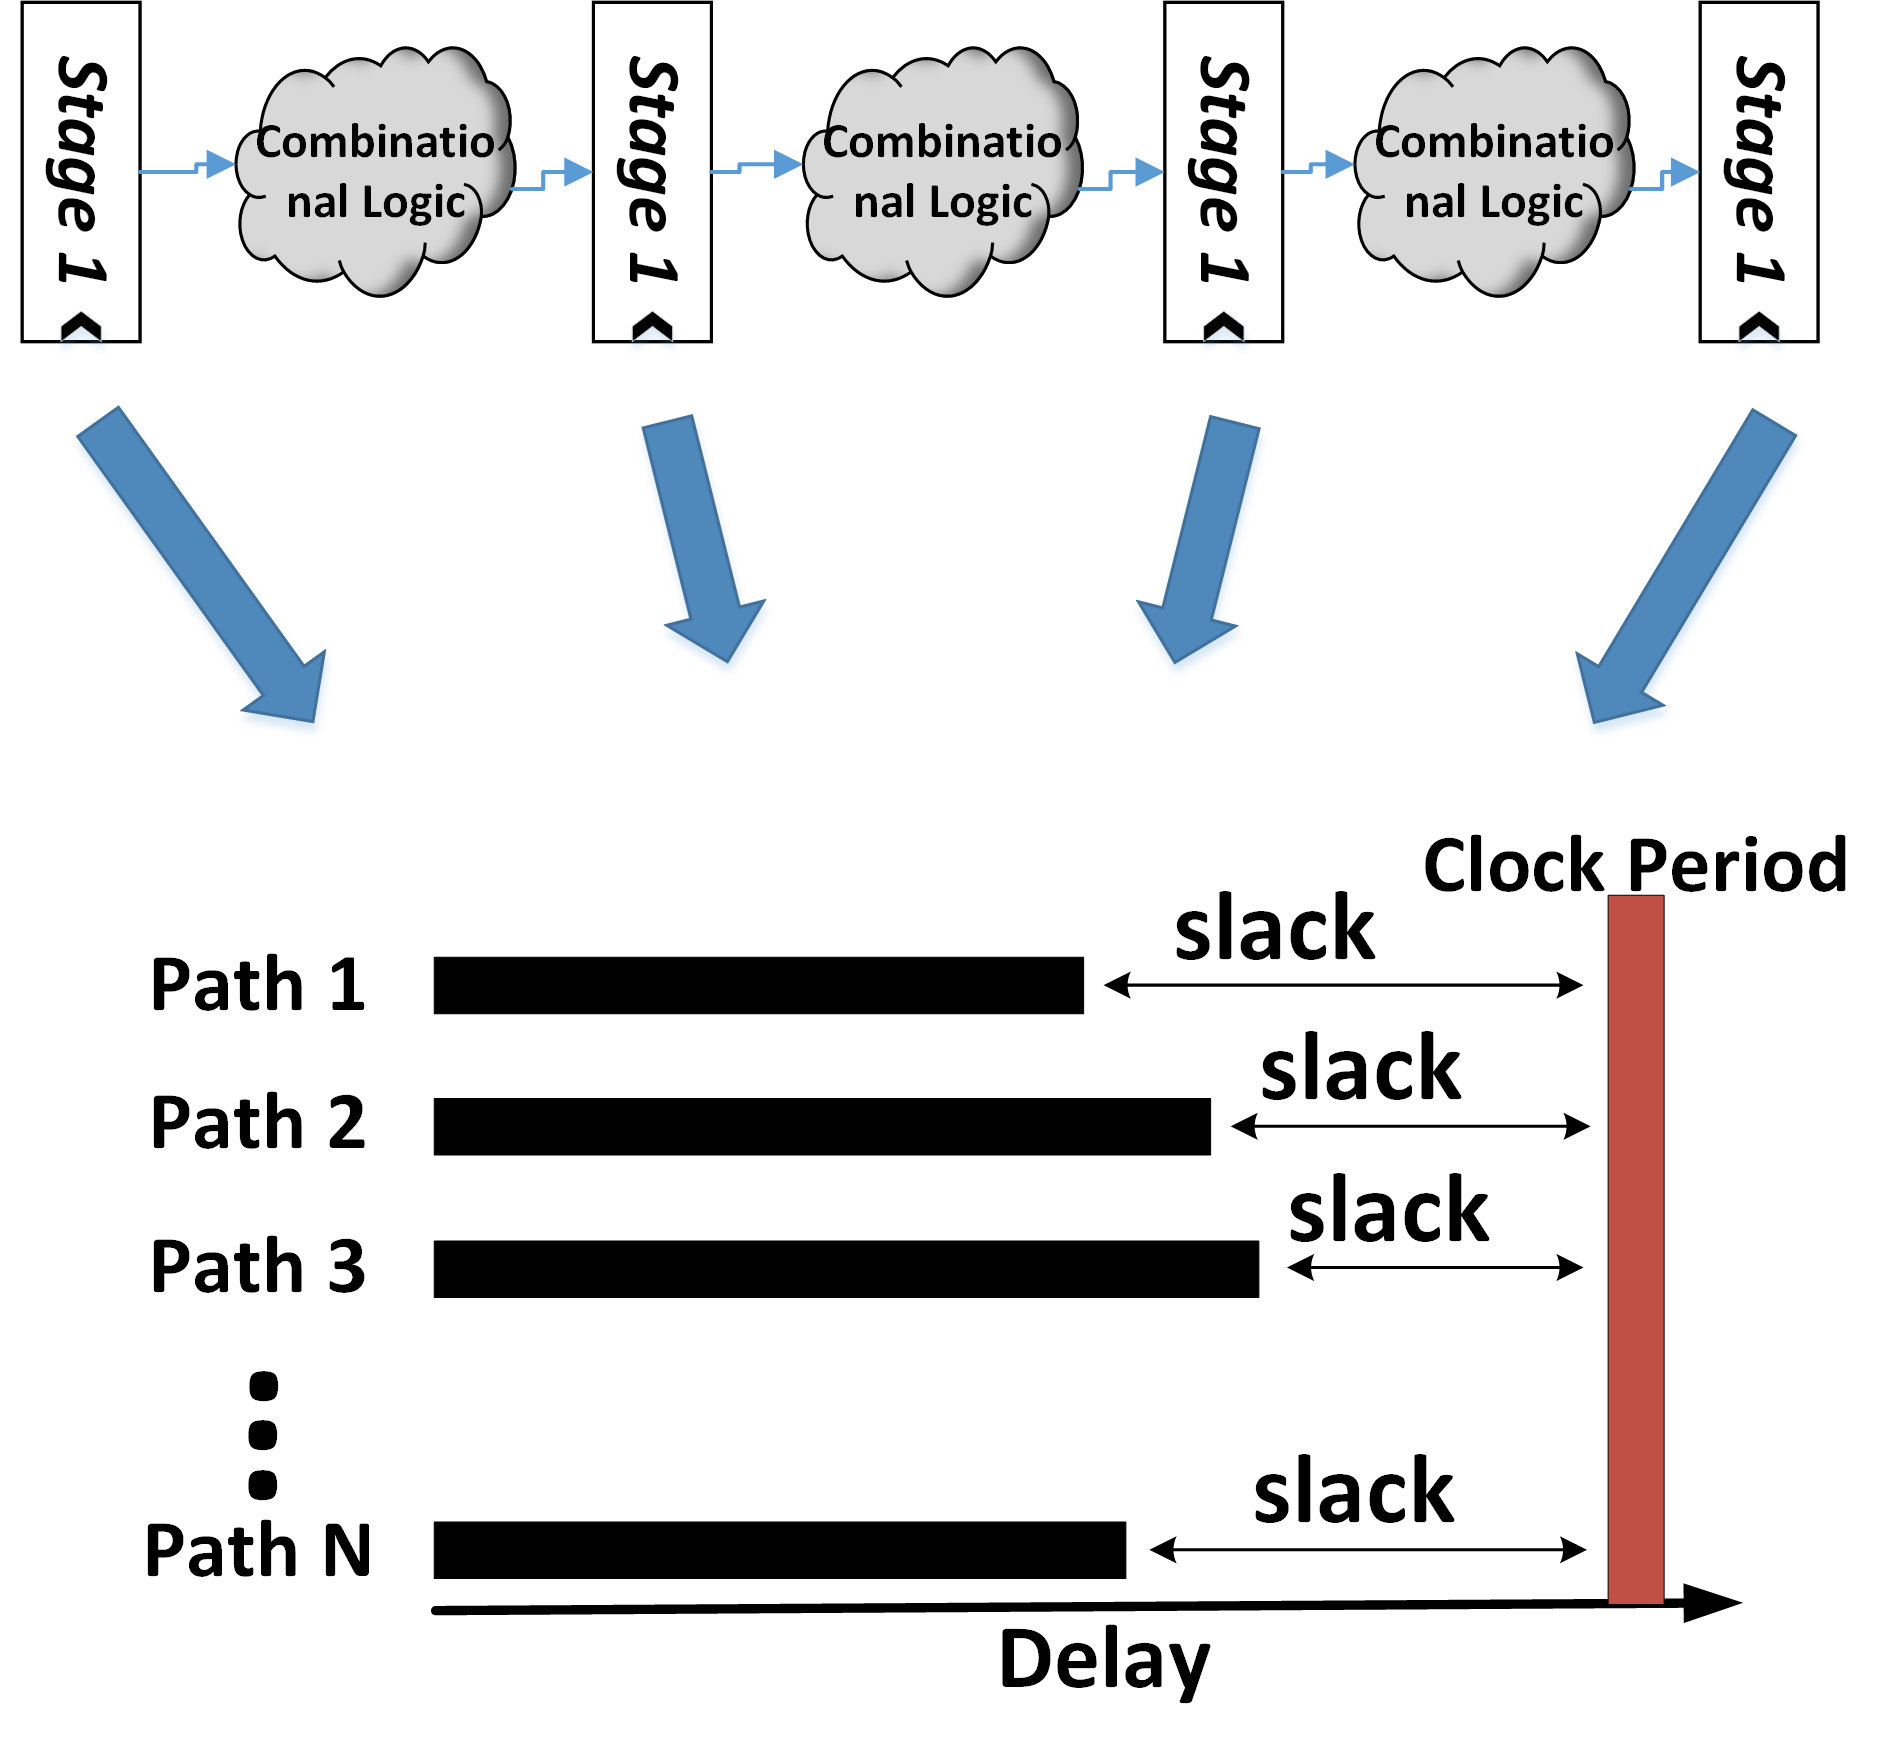 Stage 1
Combinatio
nal Logic
Stage 1
Combinatio
nal Logic
Stage 1
Combinatio
nal Logic
Stage 1
Clock Period
slack
Path 1
slack
Path 2
slack
Path 3
slack
Path N
Delay